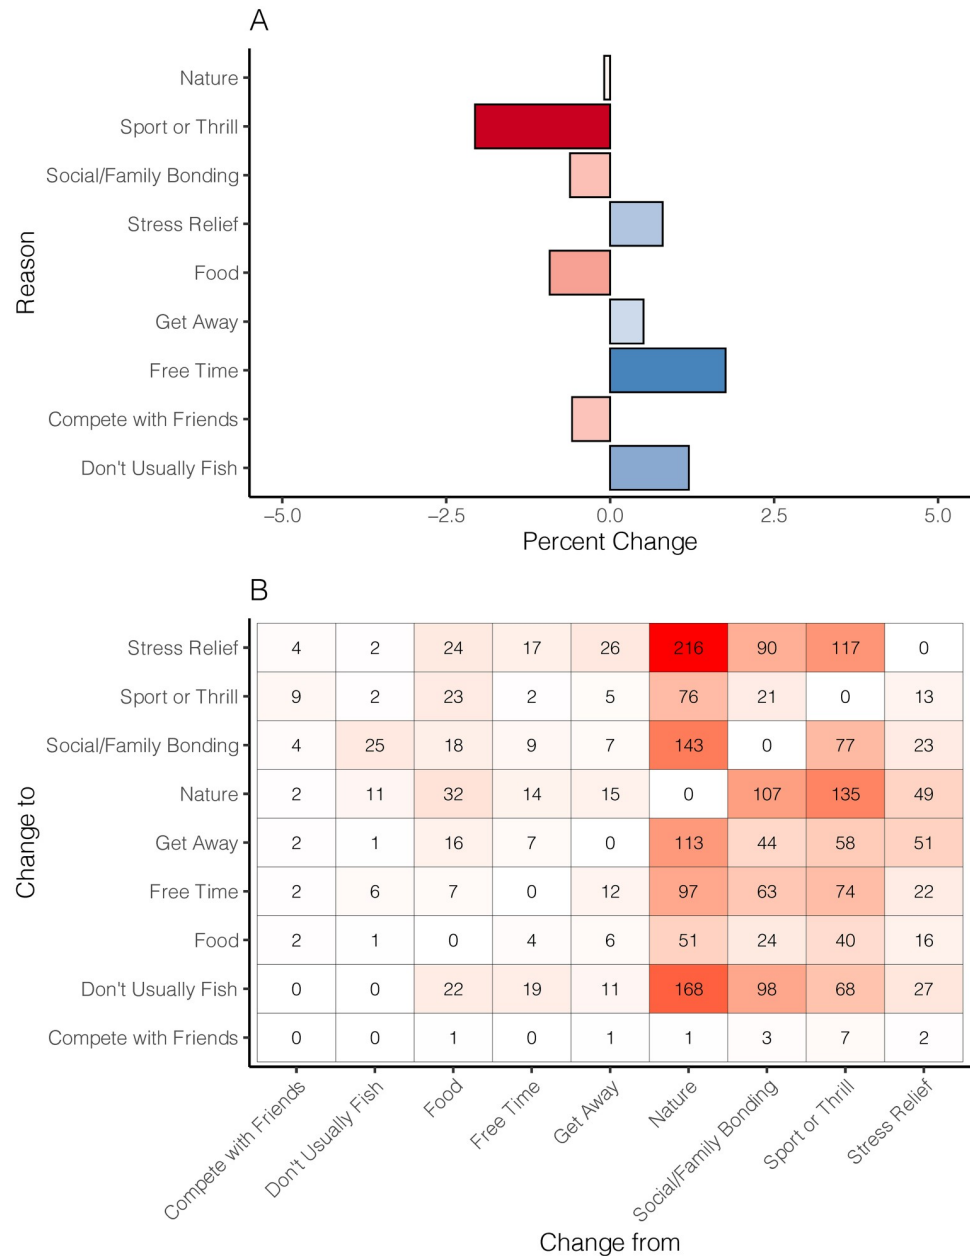 A
Reason
Nature
Sport or Thrill
Social/Family Bonding
Stress Relief
Food
Get Away
Free Time
Compete with Friends
Don't Usually Fish
−5.0 −2.5 0.0 2.5 5.0
Percent Change
B
Change to
Stress Relief 4 2 24 17 26 216 90 117 0
Sport or Thrill 9 2 23 2 5 76 21 0 13
Social/Family Bonding 4 25 18 9 7 143 0 77 23
Nature 2 11 32 14 15 0 107 135 49
Get Away 2 1 16 7 0 113 44 58 51
Free Time 2 6 7 0 12 97 63 74 22
Food 2 1 0 4 6 51 24 40 16
Don't Usually Fish 0 0 22 19 11 168 98 68 27
Compete with Friends 0 0 1 0 1 1 3 7 2
Compete with Friends
Don't Usually Fish
Food
Free Time
Get Away
Nature
Social/Family Bonding
Sport or Thrill
Stress Relief
Change from